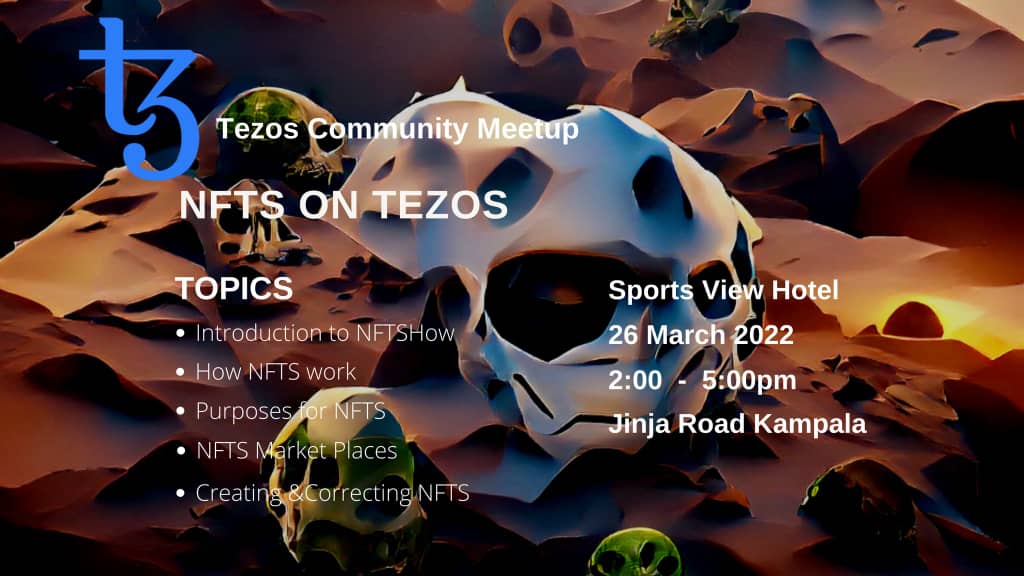 Tezos Community Meetup
NFTS ON TEZOS
TOPICS
Introduction to NFTSHow
How NFTS work
Purposes for NFTS
NFTS Market Places
Creating &Correcting NFTS
Sports View Hotel
26 March 2022
2:00 - 5:00pm
Jinja Road Kampala